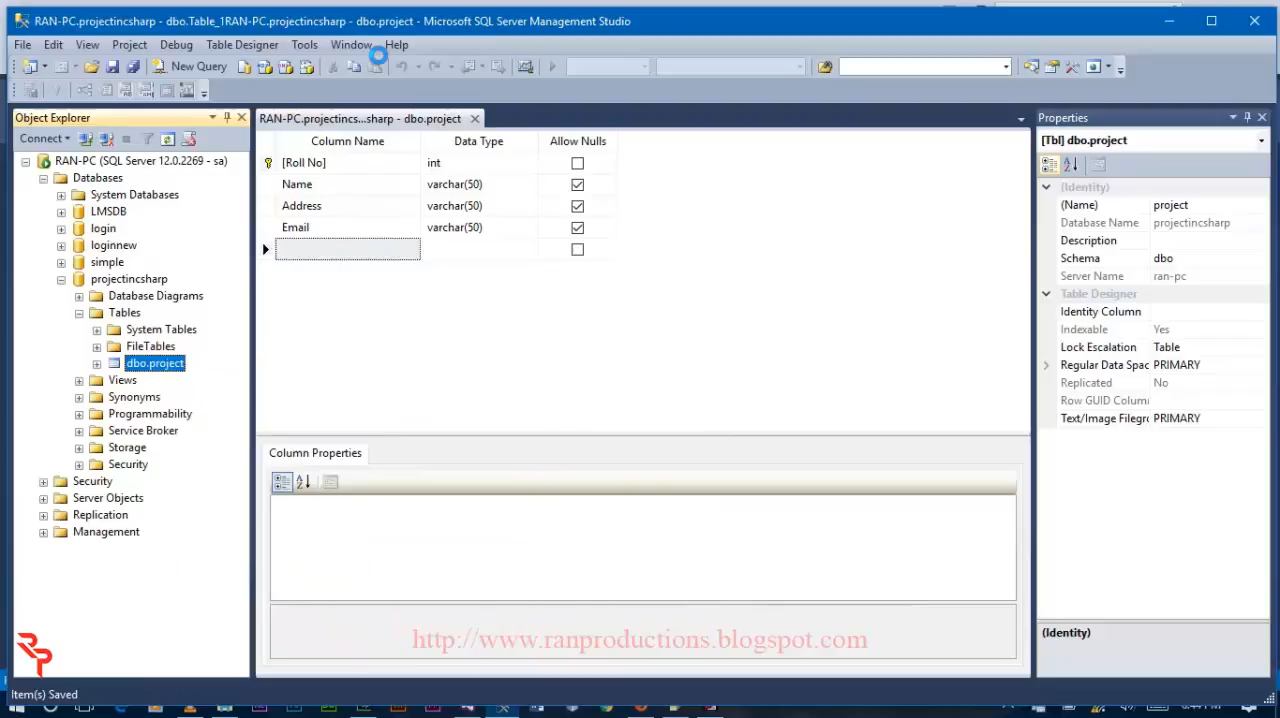 RAN-PC.projectincsharp - dbo.Table_1RAN-PC.projectincsharp - dbo.project - Microsoft SQL Server Management Studio
File Edit View Project Debug Table Designer Tools Window Help
New Query
Object Explorer
Connect
RAN-PC (SQL Server 12.0.2269 - sa)
Databases
System Databases
LMSDB
login
loginnew
simple
projectincsharp
Database Diagrams
Tables
System Tables
FileTables
dbo.project
Views
Synonyms
Programmability
Service Broker
Storage
Security
Security
Server Objects
Replication
Management
RAN-PC.projectincs...sharp - dbo.project
Column Name Data Type Allow Nulls
[Roll No] int
Name varchar(50)
Address varchar(50)
Email varchar(50)
Column Properties
http://www.ranproductions.blogspot.com
Properties
[Tbl] dbo.project
(Identity)
(Name) project
Database Name projectincsharp
Description
Schema dbo
Server Name ran-pc
Table Designer
Identity Column
Indexable Yes
Lock Escalation Table
Regular Data Spac PRIMARY
Replicated No
Row GUID Colum
Text/Image Filegro PRIMARY
(Identity)
RP
Item(s) Saved